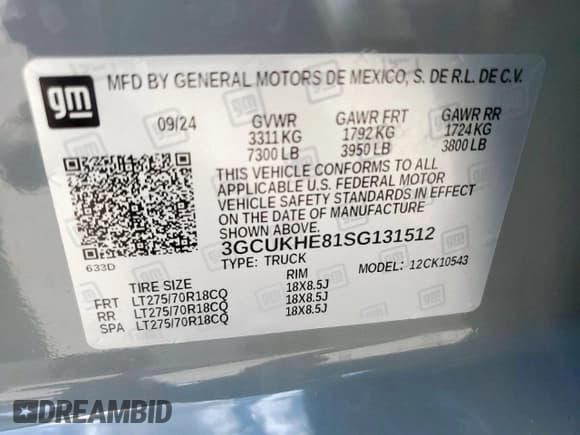 gm
MFD BY GENERAL MOTORS DE MEXICO, S. DE R.L. DE C.V.
09/24 GVWR GAWR FRT GAWR RR
3311 KG 1792 KG 1724 KG
7300 LB 3950 LB 3800 LB
THIS VEHICLE CONFORMS TO ALL
APPLICABLE U.S. FEDERAL MOTOR
VEHICLE SAFETY STANDARDS IN EFFECT
ON THE DATE OF MANUFACTURE
SHOWN ABOVE.
3GCUKHE81SG131512
633D TYPE: TRUCK MODEL: 12CK10543
TIRE SIZE RIM
FRT LT275/70R18CQ 18X8.5J
RR LT275/70R18CQ 18X8.5J
SPA LT275/70R18CQ 18X8.5J
DREAMBID